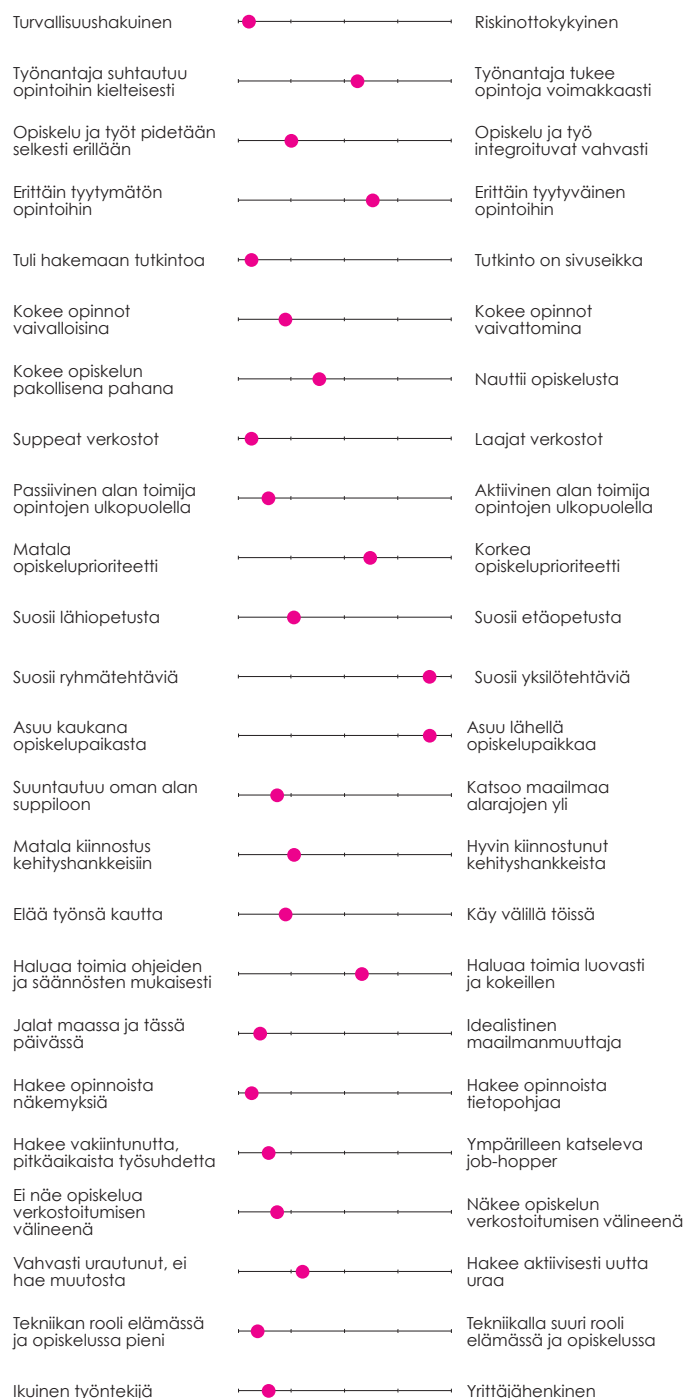 Turvallisuushakuinen
Riskinottokykyinen
Työnantaja suhtautuu
opintoihin kielteisesti
Työnantaja tukee
opintoja voimakkaasti
Opiskelu ja työt pidetään
selkesti erillään
Opiskelu ja työ
integroituvat vahvasti
Erittäin tyytymätön
opintoihin
Erittäin tyytyväinen
opintoihin
Tuli hakemaan tutkintoa
Tutkinto on sivuseikka
Kokee opinnot
vaivalloisina
Kokee opinnot
vaivattomina
Kokee opiskelun
pakollisena pahana
Nauttii opiskelusta
Suppeat verkostot
Laajat verkostot
Passiivinen alan toimija
opintojen ulkopuolella
Aktiivinen alan toimija
opintojen ulkopuolella
Matala
opiskeluprioriteetti
Korkea
opiskeluprioriteetti
Suosii lähiopetusta
Suosii etäopetusta
Suosii ryhmätehtäviä
Suosii yksilötehtäviä
Asuu kaukana
opiskelupaikasta
Asuu lähellä
opiskelupaikkaa
Suuntautuu oman alan
suppiloon
Katsoo maailmaa
alarajojen yli
Matala kiinnostus
kehityshankkeisiin
Hyvin kiinnostunut
kehityshankkeista
Elää työnsä kautta
Käy välillä töissä
Haluaa toimia ohjeiden
ja säännösten mukaisesti
Haluaa toimia luovasti
ja kokeillen
Jalat maassa ja tässä
päivässä
Idealistinen
maailmanmuuttaja
Hakee opinnoista
näkemyksiä
Hakee opinnoista
tietopohjaa
Hakee vakiintunutta,
pitkäaikaista työsuhdetta
Ympärilleen katseleva
job-hopper
Ei näe opiskelua
verkostoitumisen
välineenä
Näkee opiskelun
verkostoitumisen välineenä
Vahvasti urautunut, ei
hae muutosta
Hakee aktiivisesti uutta
uraa
Tekniikan rooli elämässä
ja opiskelussa pieni
Tekniikalla suuri rooli
elämässä ja opiskelussa
Ikuinen työntekijä
Yrittäjähenkinen